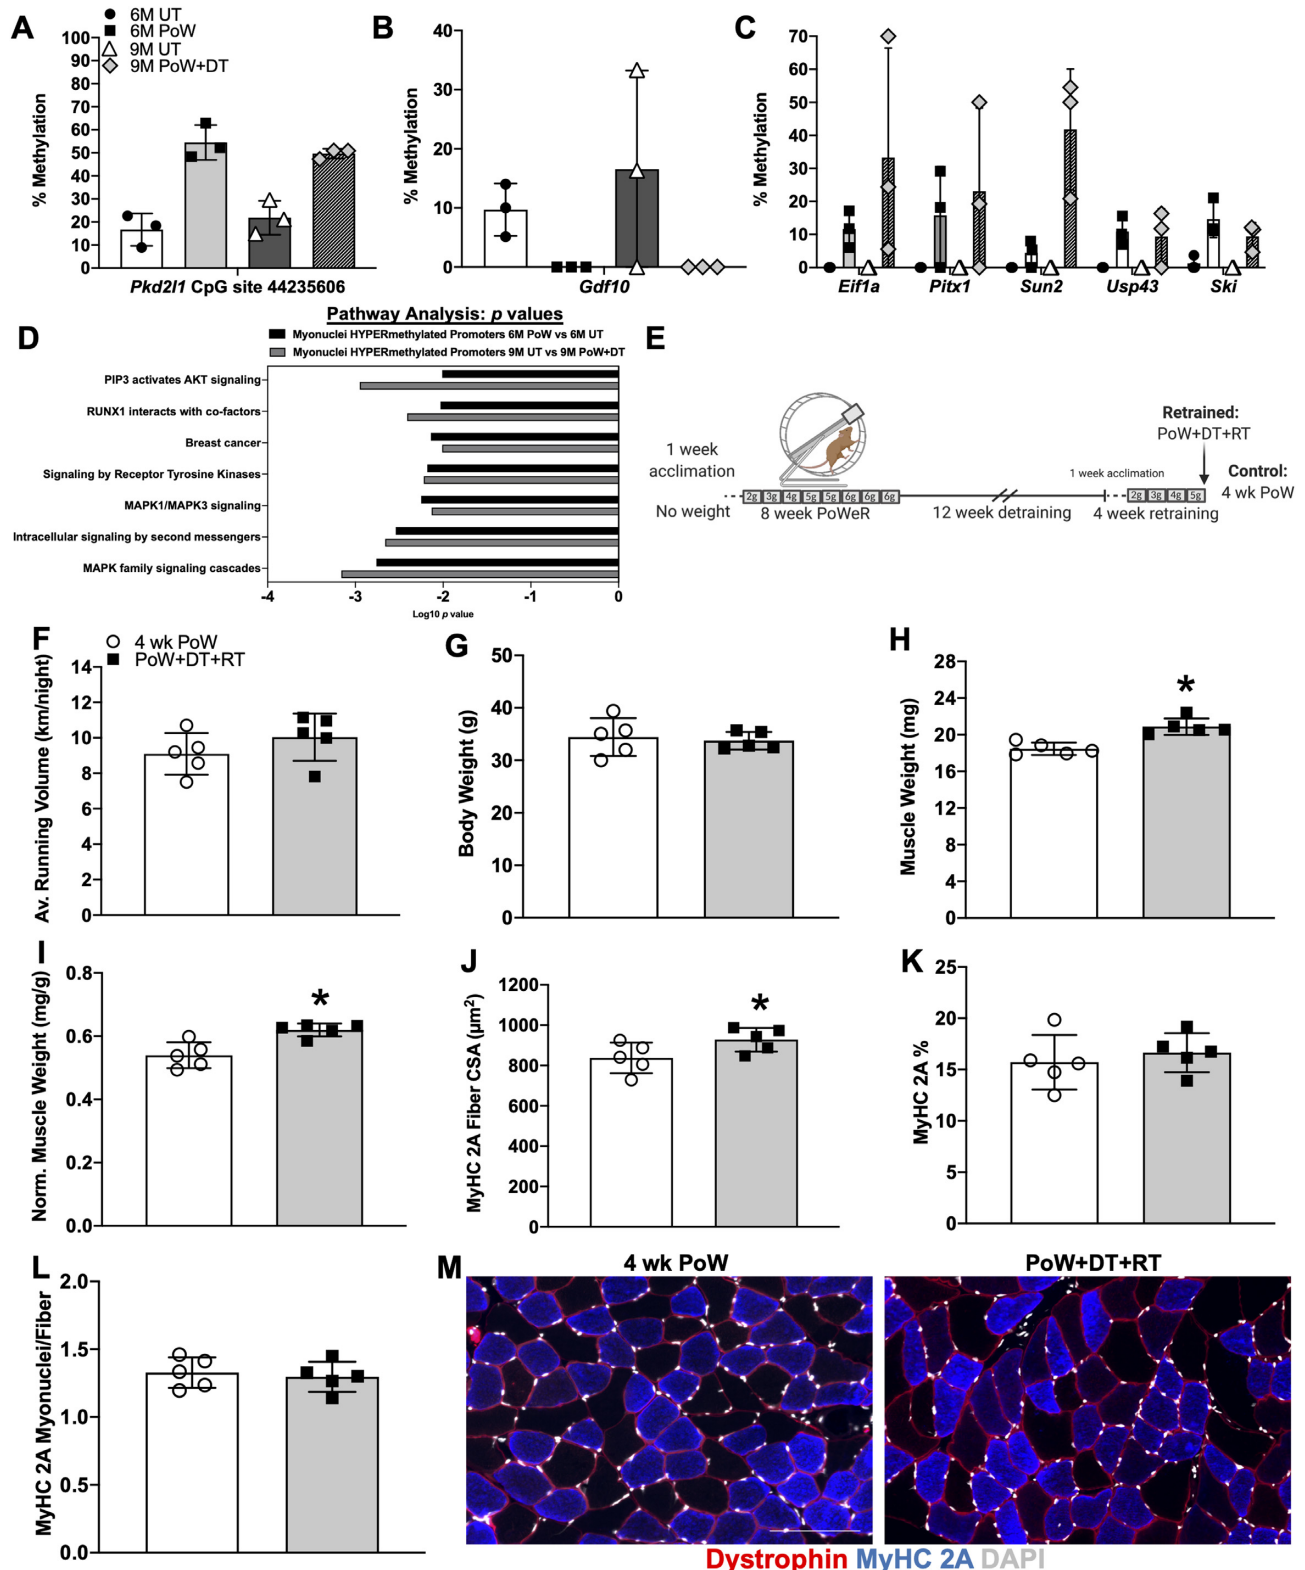 A
6M UT
6M PoW
9M UT
9M PoW+DT
% Methylation
100
90
80
70
60
50
40
30
20
10
0
Pkd2l1 CpG site 44235606
B
% Methylation
40
30
20
10
0
Gdf10
C
% Methylation
70
60
50
40
30
20
10
0
Eif1a Pitx1 Sun2 Usp43 Ski
D
Pathway Analysis: p values
Myonuclei HYPERmethylated Promoters 6M PoW vs 6M UT
Myonuclei HYPERmethylated Promoters 9M UT vs 9M PoW+DT
PIP3 activates AKT signaling
RUNX1 interacts with co-factors
Breast cancer
Signaling by Receptor Tyrosine Kinases
MAPK1/MAPK3 signaling
Intracellular signaling by second messengers
MAPK family signaling cascades
-4 -3 -2 -1 0
Log10 p value
E
1 week
acclimation
No weight
2g 3g 4g 5g 5g 6g 6g 6g
8 week PoWeR
12 week detraining
1 week acclimation
2g 3g 4g 5g
4 week retraining
Retrained:
PoW+DT+RT
Control:
4 wk PoW
F
4 wk PoW
PoW+DT+RT
Av. Running Volume (km/night)
14
12
10
8
6
4
2
0
G
Body Weight (g)
50
40
30
20
10
0
H
Muscle Weight (mg)
28
24
20
16
12
8
4
0
*
I
Norm. Muscle Weight (mg/g)
0.8
0.6
0.4
0.2
0.0
*
J
MyHC 2A Fiber CSA (µm²)
1200
1000
800
600
400
200
0
*
K
MyHC 2A %
25
20
15
10
5
0
L
MyHC 2A Myonuclei/Fiber
2.0
1.5
1.0
0.5
0.0
M
4 wk PoW
PoW+DT+RT
Dystrophin MyHC 2A DAPI